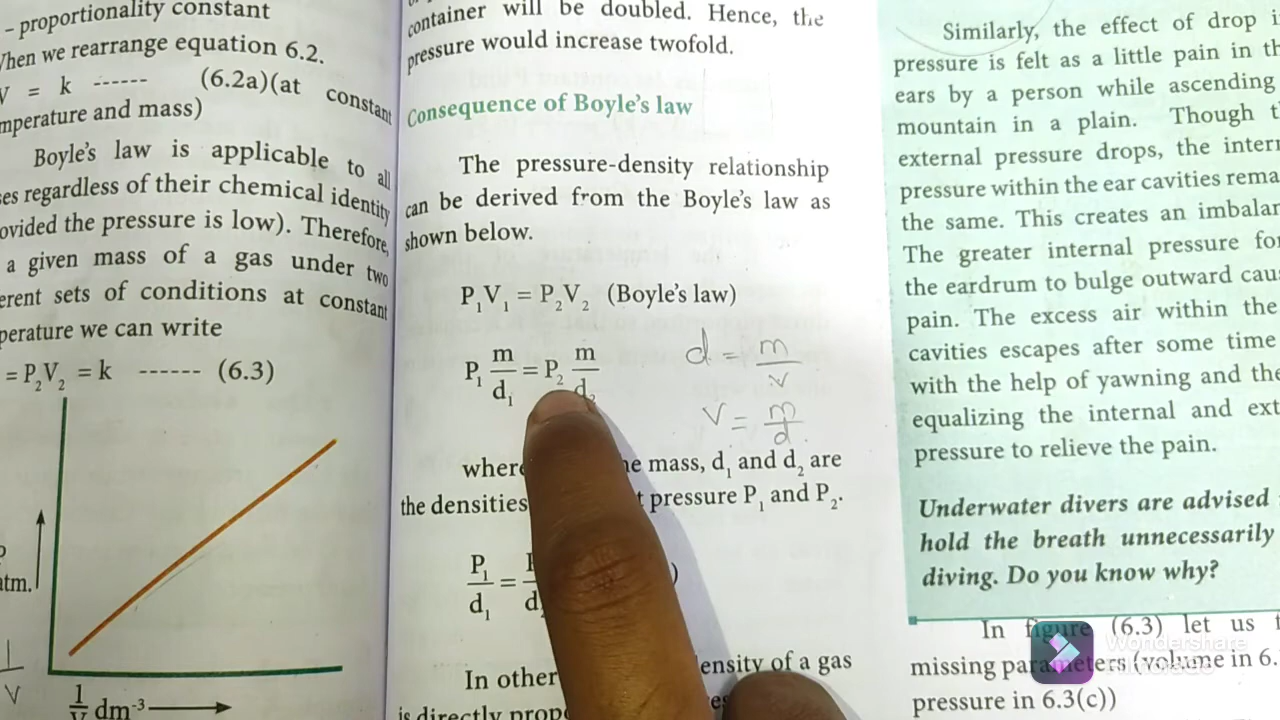 - proportionality constant
When we rearrange equation 6.2.
V = k ------ (6.2a)(at constant
mperature and mass)
Boyle's law is applicable to all
ses regardless of their chemical identity
ovided the pressure is low). Therefore,
a given mass of a gas under two
erent sets of conditions at constant
perature we can write
= P₂V₂ = k ------ (6.3)
atm.
1
V
1
V dm⁻³
container will be doubled. Hence, the
pressure would increase twofold.
Consequence of Boyle's law
The pressure-density relationship
can be derived from the Boyle's law as
shown below.
P₁V₁ = P₂V₂ (Boyle's law)
P₁ m/d₁ = P₂ m/d₂
d = m/v
V = m/d
where he mass, d₁ and d₂ are
the densities t pressure P₁ and P₂.
P₁/d₁ =
In other ensity of a gas
is directly prop
Similarly, the effect of drop i
pressure is felt as a little pain in th
ears by a person while ascending
mountain in a plain. Though t
external pressure drops, the intern
pressure within the ear cavities rema
the same. This creates an imbalan
The greater internal pressure for
the eardrum to bulge outward cau
pain. The excess air within the
cavities escapes after some time
with the help of yawning and the
equalizing the internal and ext
pressure to relieve the pain.
Underwater divers are advised
hold the breath unnecessarily
diving. Do you know why?
In figure (6.3) let us
missing parameters (volume in 6.
pressure in 6.3(c))
Wondershare
Filmora